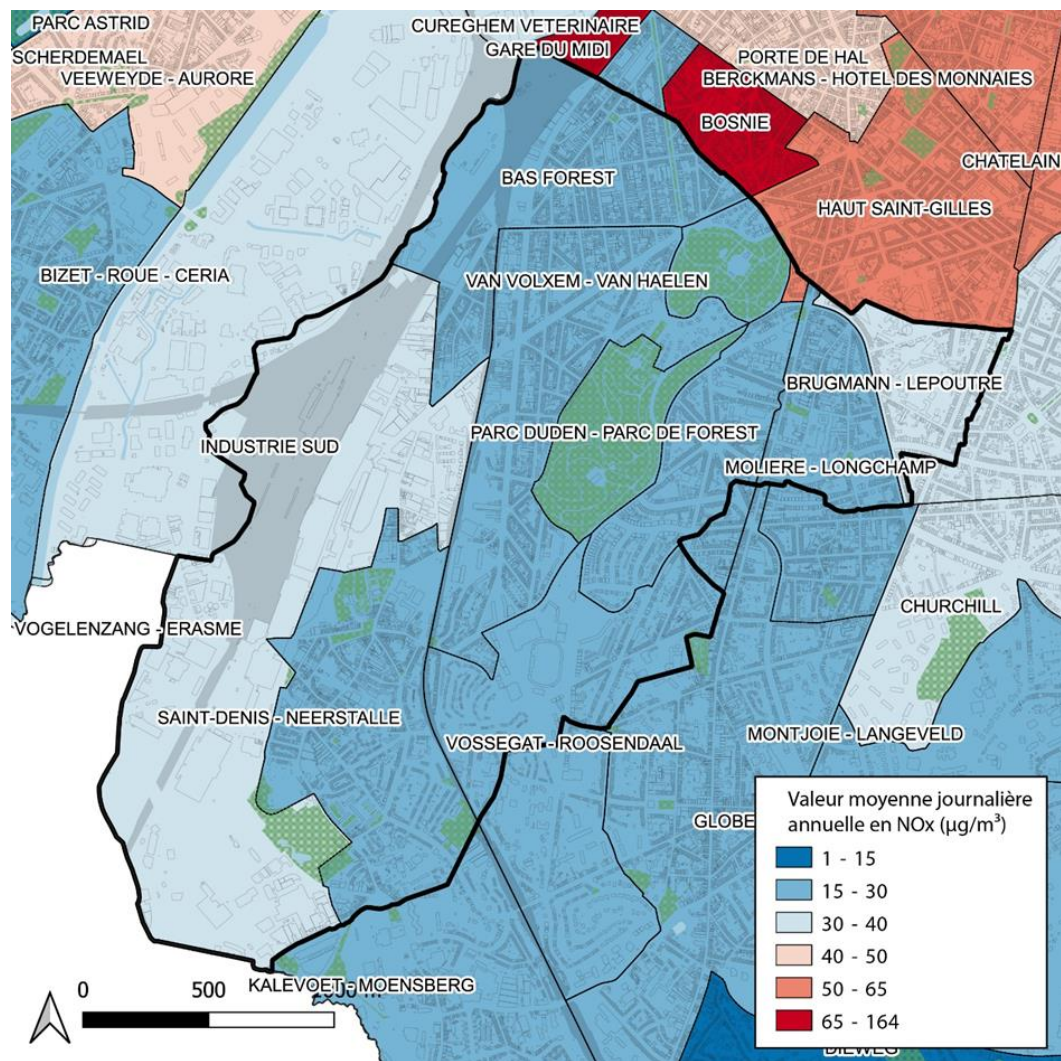 PARC ASTRID
CUREGHEM VETERINAIRE
SCHERDEMAEL
GARE DU MIDI
PORTE DE HAL
VEEWEYDE - AURORE
BERCKMANS - HOTEL DES MONNAIES
BOSNIE
CHATELAIN
BAS FOREST
HAUT SAINT-GILLES
BIZET - ROUE - CERIA
VAN VOLXEM - VAN HAELEN
BRUGMANN - LEPOUTRE
INDUSTRIE SUD
PARC DUDEN - PARC DE FOREST
MOLIERE - LONGCHAMP
CHURCHILL
VOGELENZANG - ERASME
SAINT-DENIS - NEERSTALLE
VOSSEGAT - ROOSENDAAL
MONTJOIE - LANGEVELD
GLOBE
Valeur moyenne journalière
annuelle en NOx (µg/m³)
1 - 15
15 - 30
30 - 40
40 - 50
50 - 65
65 - 164
KALEVOET - MOENSBERG
0 500
DIEWEG